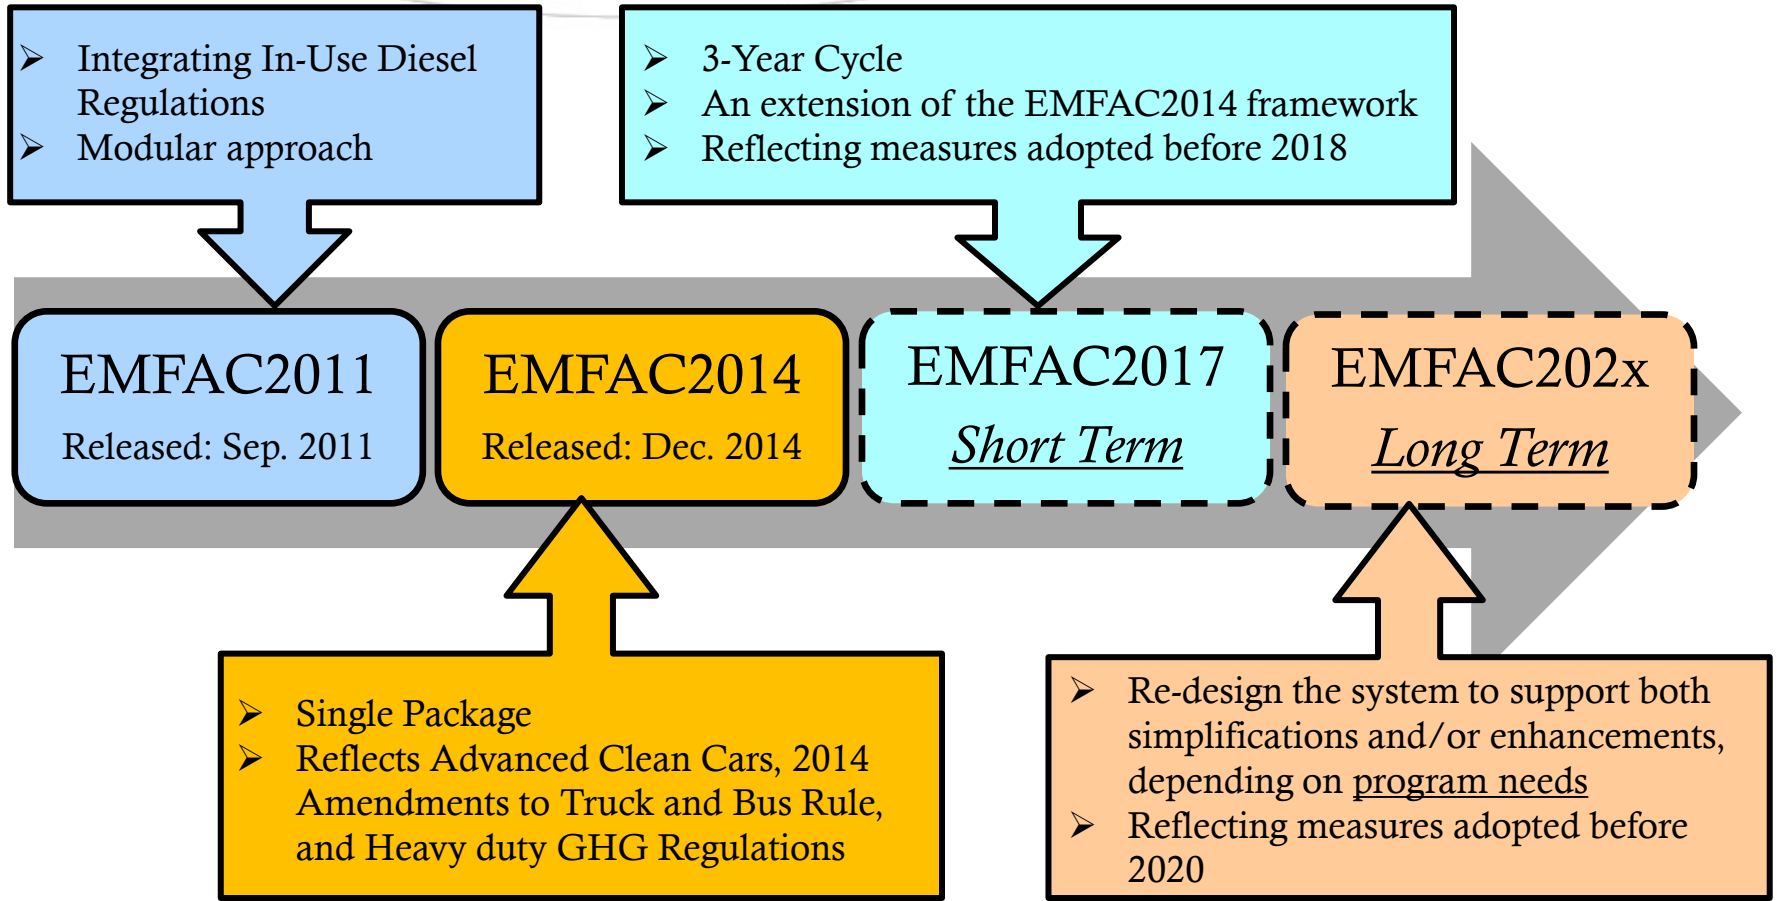 ➢ Integrating In-Use Diesel
Regulations
➢ Modular approach
➢ 3-Year Cycle
➢ An extension of the EMFAC2014 framework
➢ Reflecting measures adopted before 2018
EMFAC2011
Released: Sep. 2011
EMFAC2014
Released: Dec. 2014
EMFAC2017
Short Term
EMFAC202x
Long Term
➢ Single Package
➢ Reflects Advanced Clean Cars, 2014
Amendments to Truck and Bus Rule,
and Heavy duty GHG Regulations
➢ Re-design the system to support both
simplifications and/or enhancements,
depending on program needs
➢ Reflecting measures adopted before
2020